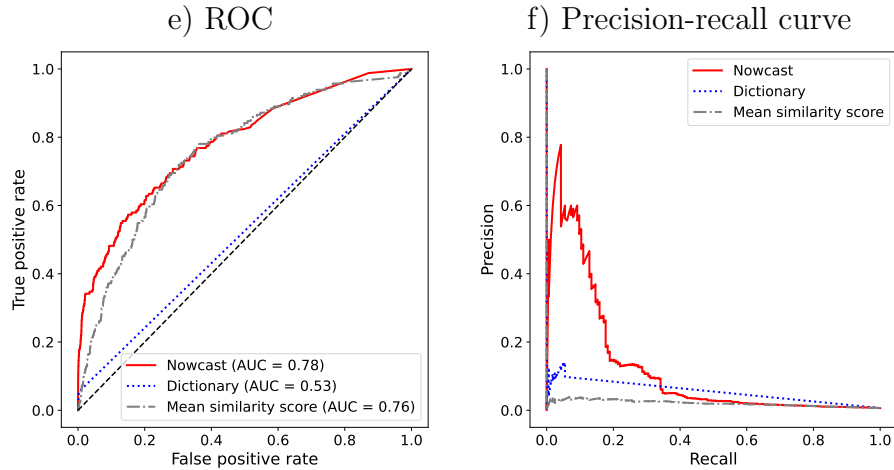 e) ROC
f) Precision-recall curve
1.0
0.8
0.6
0.4
0.2
0.0
True positive rate
Nowcast (AUC = 0.78)
Dictionary (AUC = 0.53)
Mean similarity score (AUC = 0.76)
0.0 0.2 0.4 0.6 0.8 1.0
False positive rate
1.0
0.8
0.6
0.4
0.2
0.0
Precision
Nowcast
Dictionary
Mean similarity score
0.0 0.2 0.4 0.6 0.8 1.0
Recall